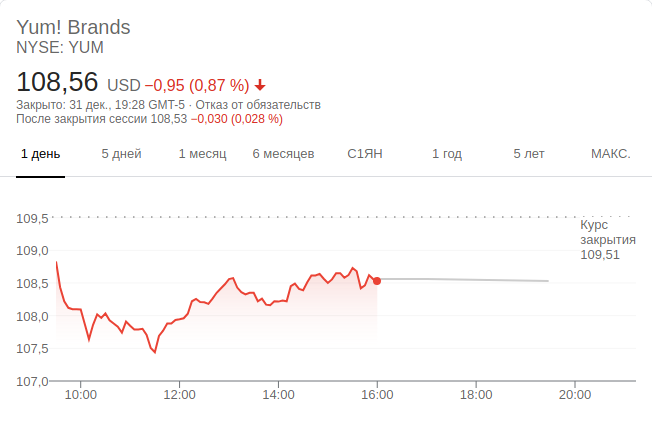 Yum! Brands
NYSE: YUM
108,56 USD −0,95 (0,87 %)
Закрыто: 31 дек., 19:28 GMT-5 · Отказ от обязательств
После закрытия сессии 108,53 −0,030 (0,028 %)
1 день 5 дней 1 месяц 6 месяцев С1ЯН 1 год 5 лет МАКС.
109,5
Курс
закрытия
109,51
109,0
108,5
108,0
107,5
107,0
10:00 12:00 14:00 16:00 18:00 20:00